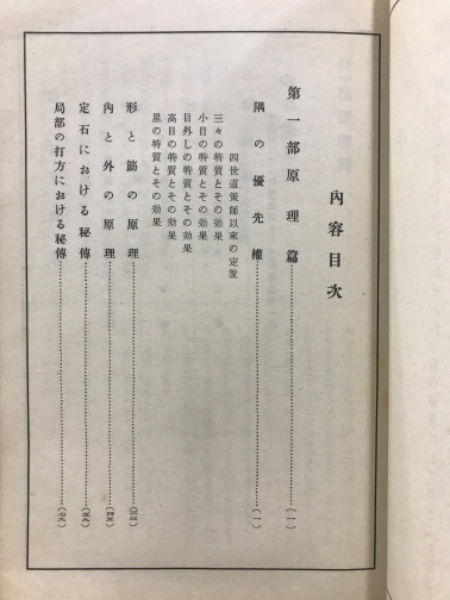 內容目次
第一部原理篇……(一)
隅の優先權……(一)
四世道策師以來の定說
三々の特質とその効果
小目の特質とその効果
目外しの特質とその効果
高目の特質とその効果
星の特質とその効果
形と筋の原理……
內と外の原理……
定石における秘傳……
局部の打方における秘傳……